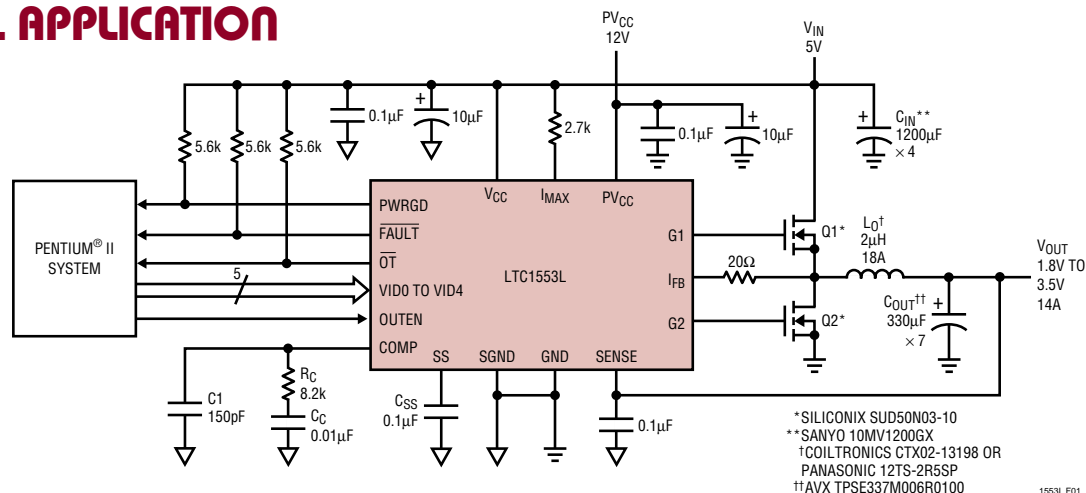 . APPLICATION
PVCC
12V
VIN
5V
0.1µF
+
10µF
2.7k
0.1µF
+
10µF
+
CIN**
1200µF
× 4
5.6k
5.6k
5.6k
PENTIUM® II
SYSTEM
5
PWRGD
FAULT
OT
VID0 TO VID4
OUTEN
COMP
VCC
IMAX
PVCC
LTC1553L
G1
IFB
G2
SS
SGND
GND
SENSE
20Ω
Q1*
Q2*
LO†
2µH
18A
COUT††
+
330µF
× 7
VOUT
1.8V TO
3.5V
14A
C1
150pF
RC
8.2k
CC
0.01µF
CSS
0.1µF
0.1µF
*SILICONIX SUD50N03-10
**SANYO 10MV1200GX
†COILTRONICS CTX02-13198 OR
PANASONIC 12TS-2R5SP
††AVX TPSE337M006R0100
1553L F01